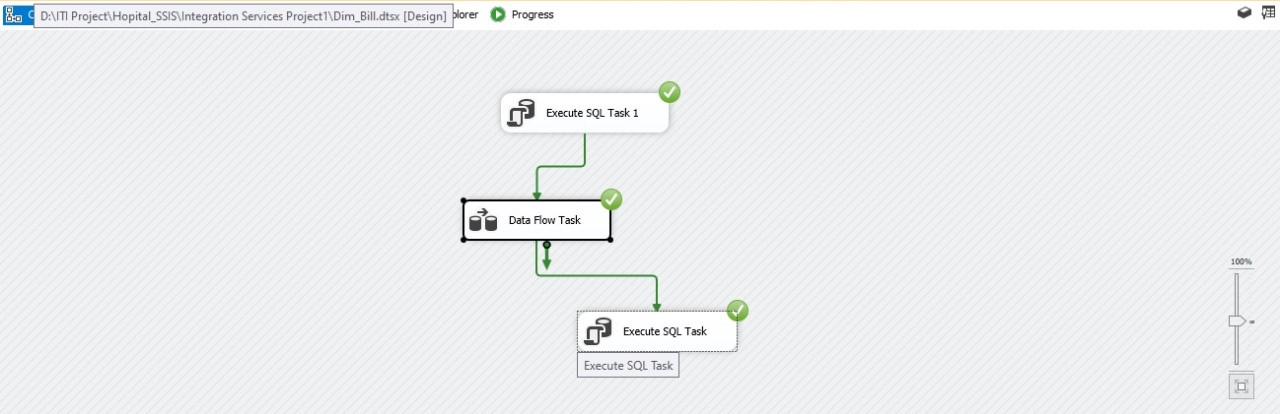 D:\ITI Project\Hopital_SSIS\Integration Services Project1\Dim_Bill.dtsx [Design]
plorer
Progress
Execute SQL Task 1
Data Flow Task
100%
Execute SQL Task
Execute SQL Task